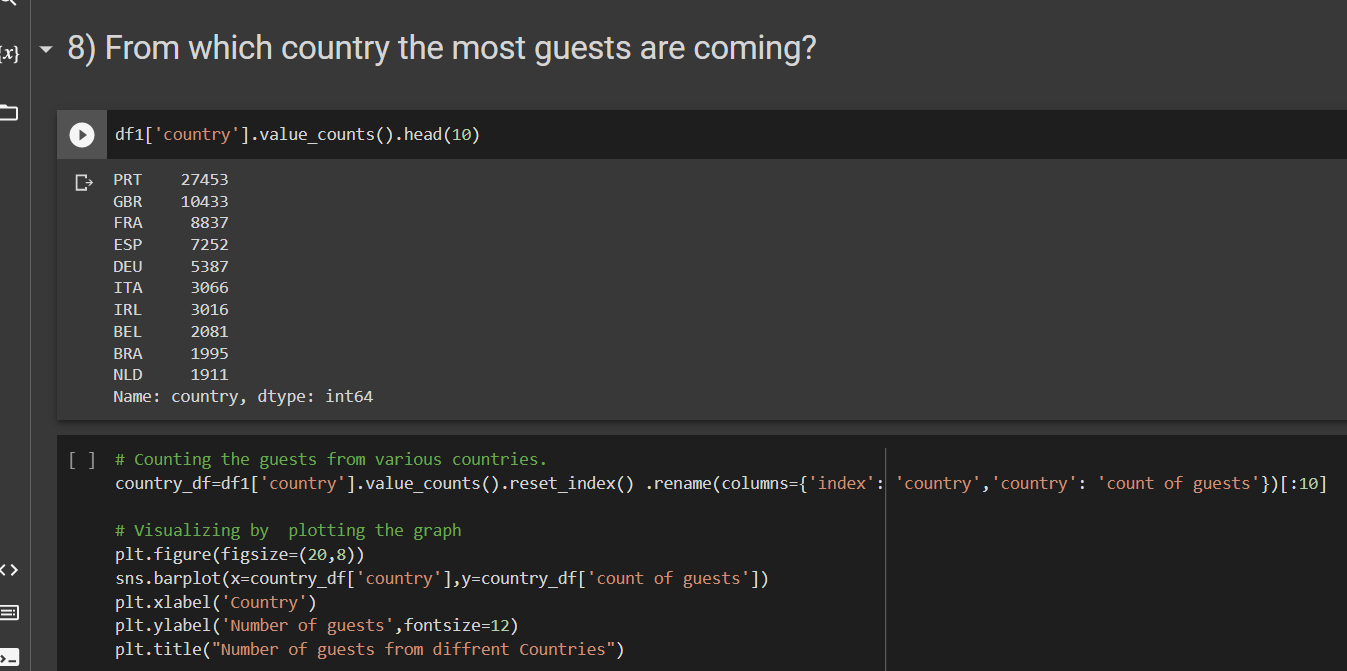 {x}
8) From which country the most guests are coming?
df1['country'].value_counts().head(10)
PRT 27453
GBR 10433
FRA 8837
ESP 7252
DEU 5387
ITA 3066
IRL 3016
BEL 2081
BRA 1995
NLD 1911
Name: country, dtype: int64
[ ] # Counting the guests from various countries.
country_df=df1['country'].value_counts().reset_index() .rename(columns={'index': 'country','country': 'count of guests'})[:10]
# Visualizing by  plotting the graph
plt.figure(figsize=(20,8))
sns.barplot(x=country_df['country'],y=country_df['count of guests'])
plt.xlabel('Country')
plt.ylabel('Number of guests',fontsize=12)
plt.title("Number of guests from diffrent Countries")